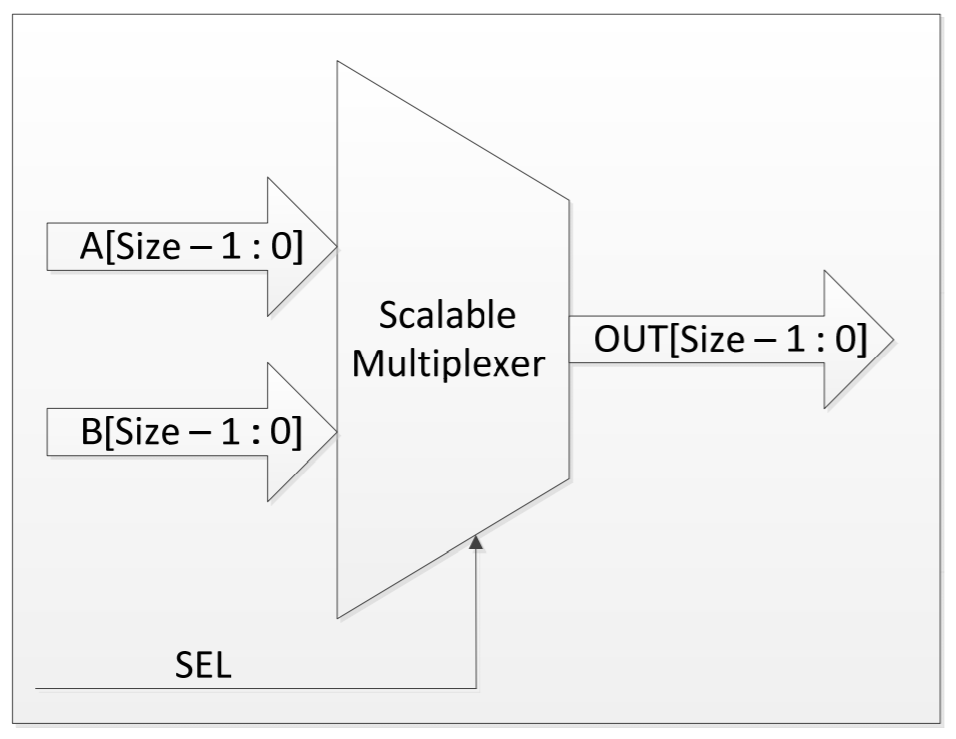 A[Size – 1 : 0]
Scalable
Multiplexer
OUT[Size – 1 : 0]
B[Size – 1 : 0]
SEL